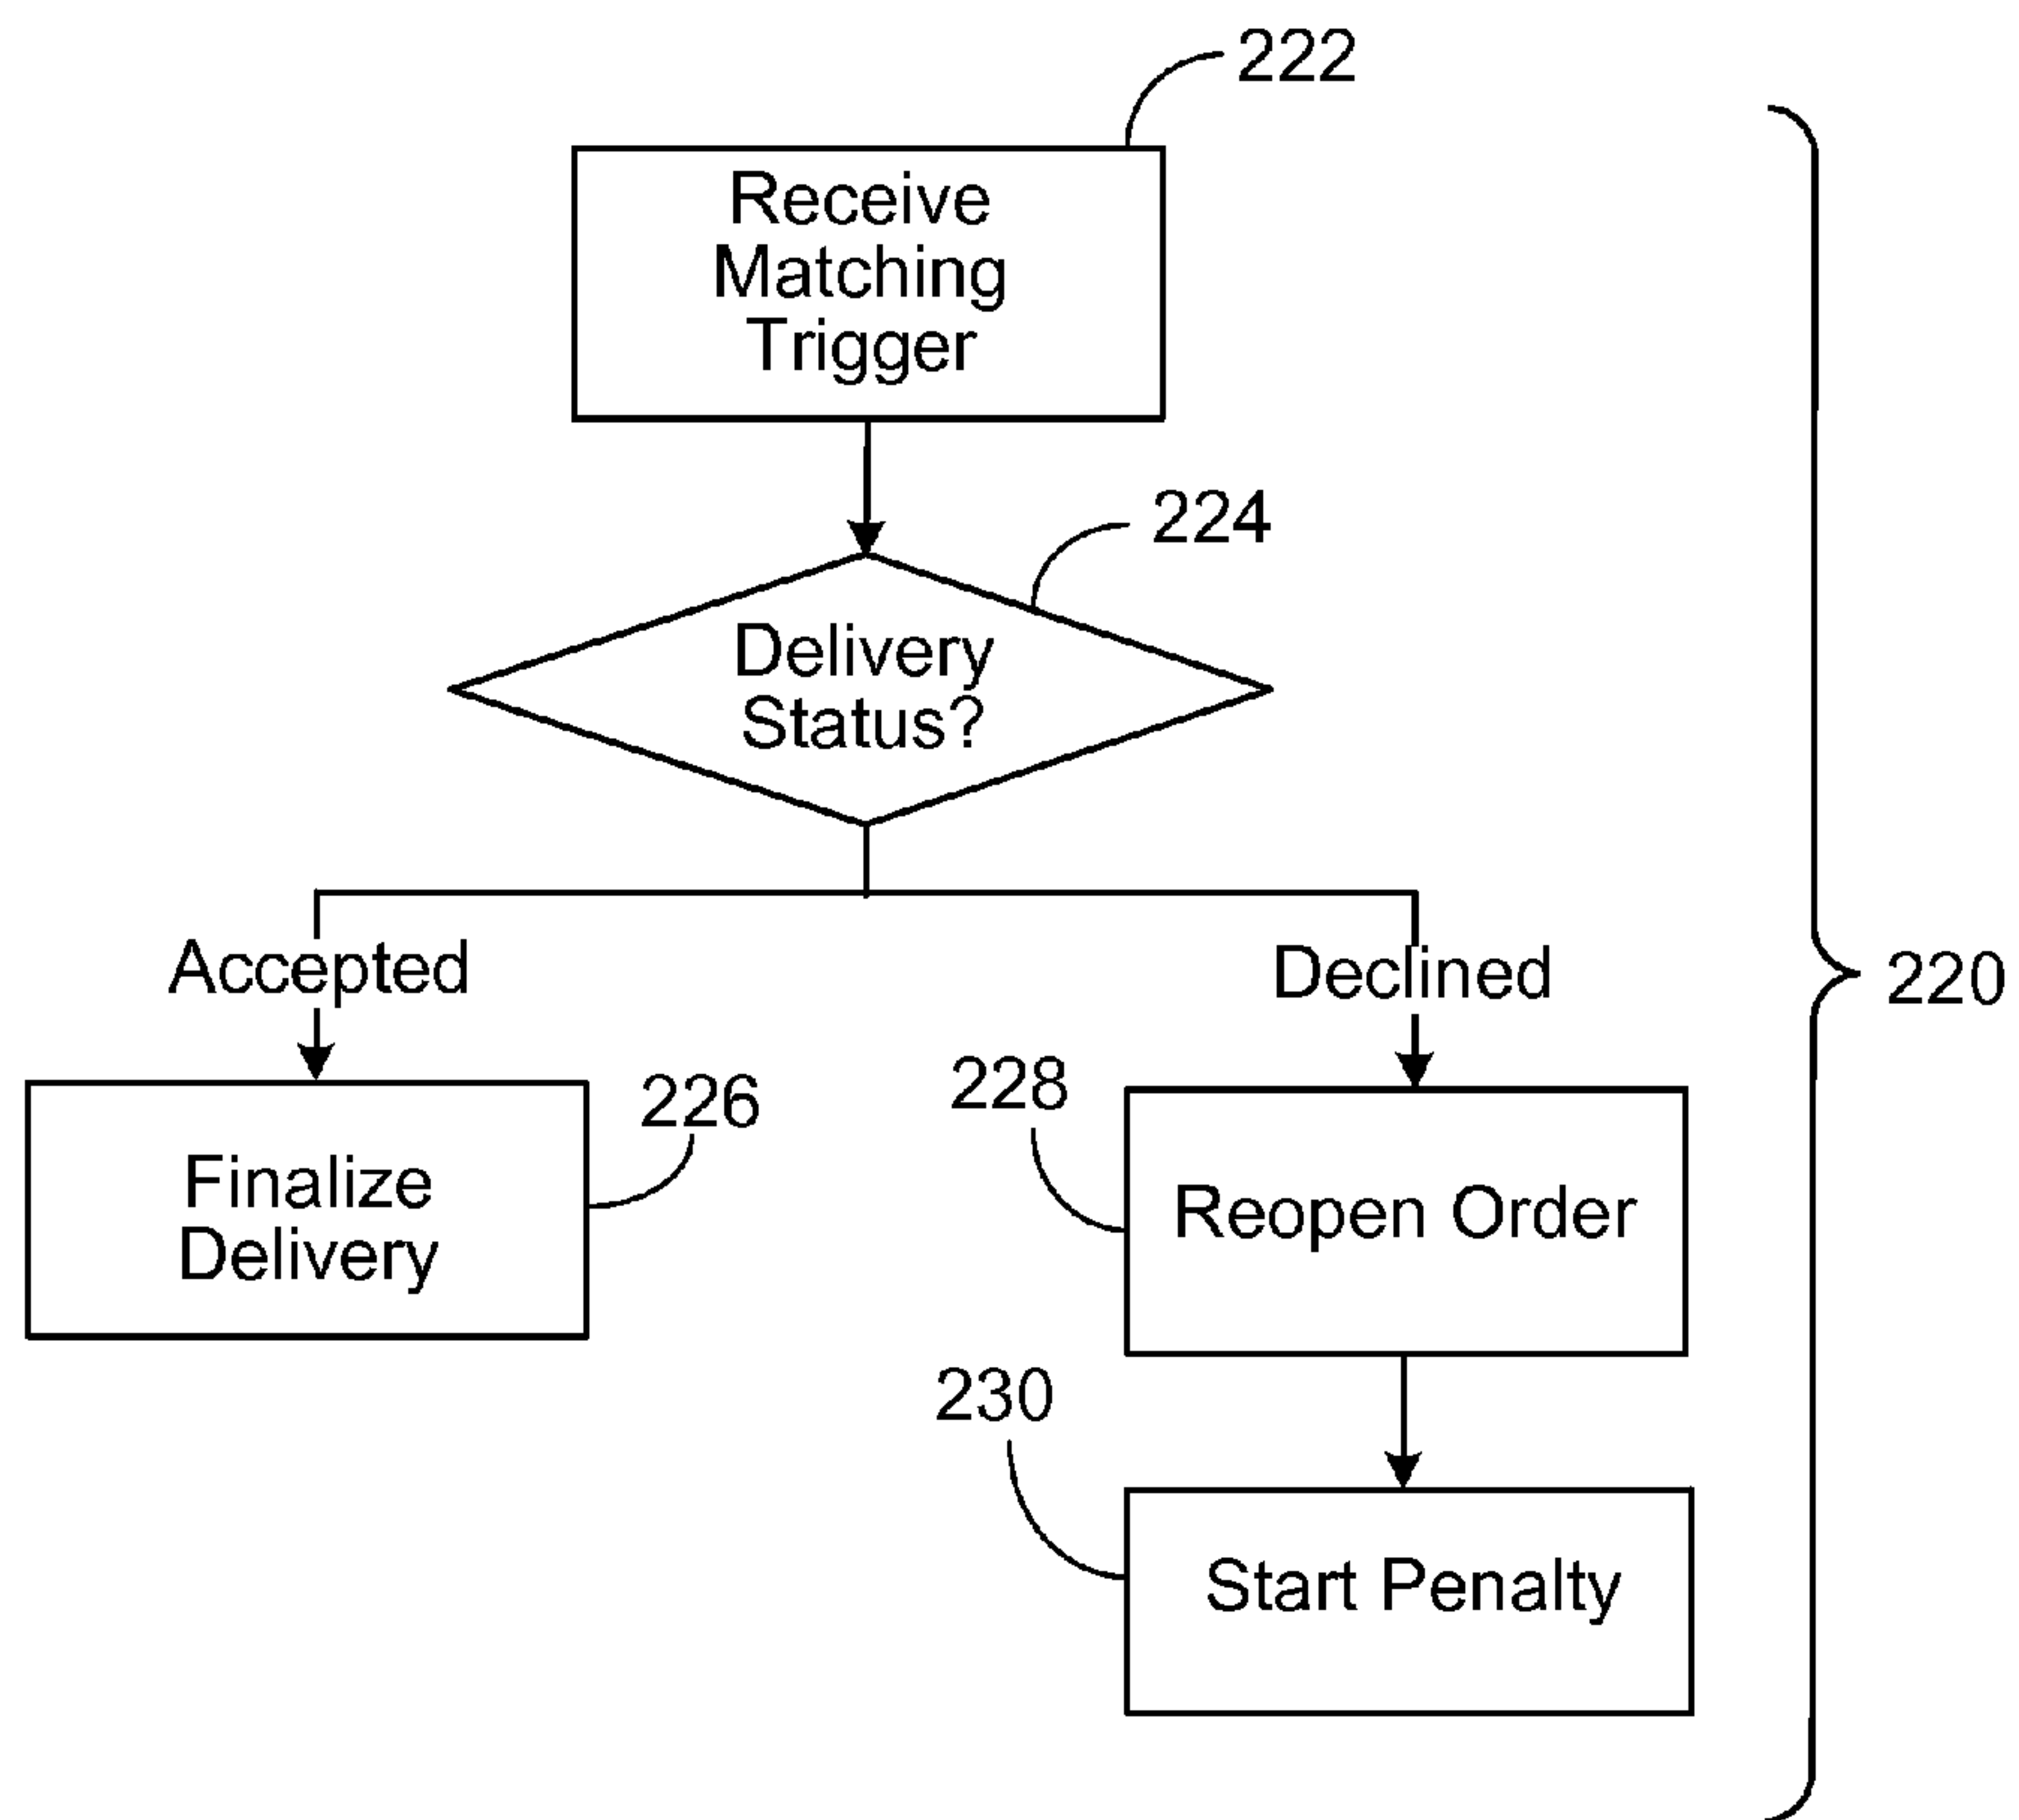 222
Receive
Matching
Trigger
224
Delivery
Status?
Accepted
Declined
220
226
228
Finalize
Delivery
Reopen Order
230
Start Penalty